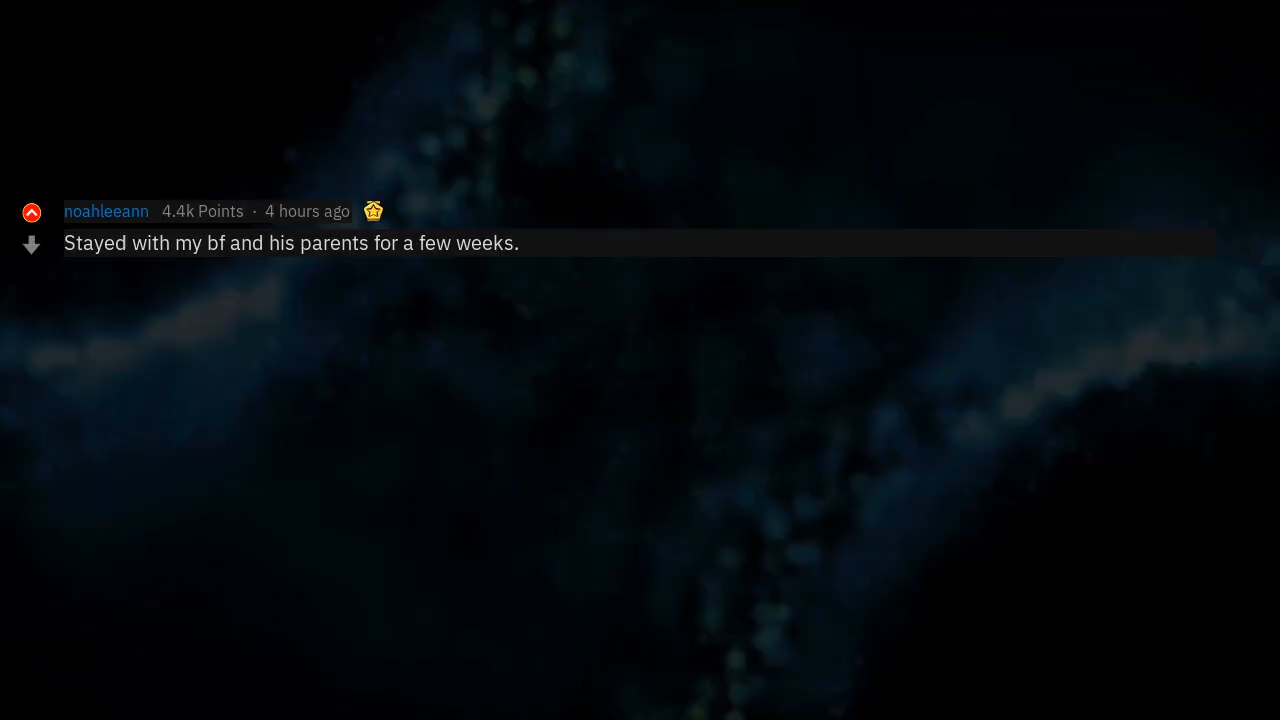 noahleeann 4.4k Points · 4 hours ago
Stayed with my bf and his parents for a few weeks.